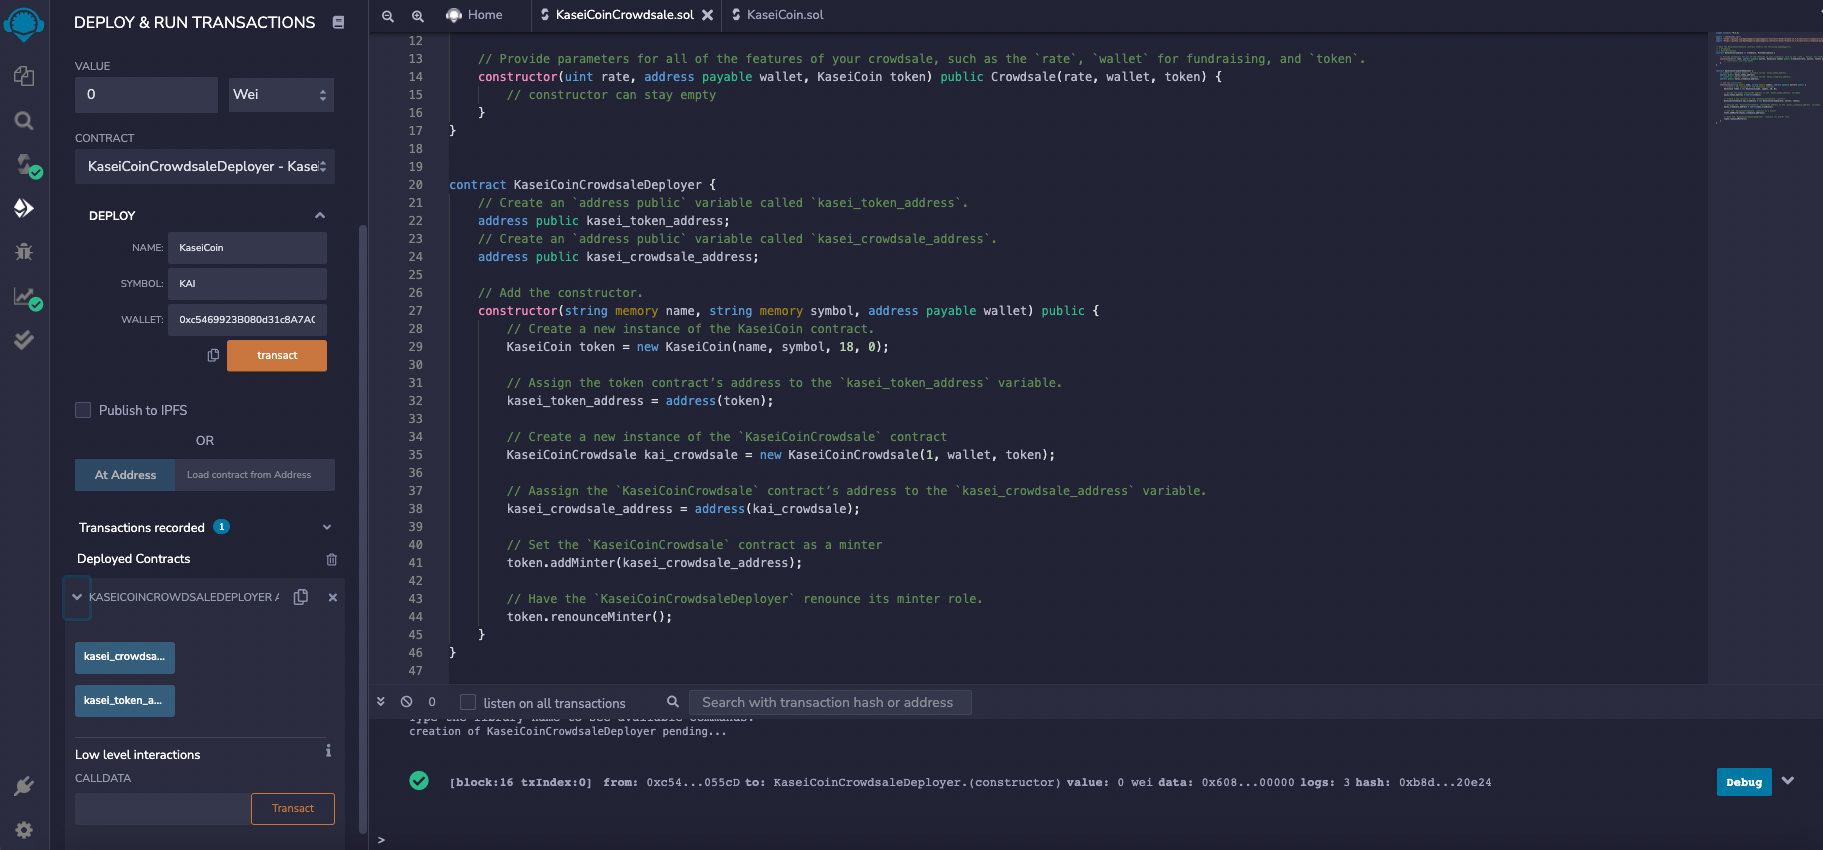 DEPLOY & RUN TRANSACTIONS
VALUE
0
Wei
CONTRACT
KaseiCoinCrowdsaleDeployer - Kasei
DEPLOY
NAME: KaseiCoin
SYMBOL: KAI
WALLET: 0xc5469923B080d31c8A7AC
transact
Publish to IPFS
OR
At Address Load contract from Address
Transactions recorded 1
Deployed Contracts
KASEICOINCROWDSALEDEPLOYER A
kasei_crowdsa...
kasei_token_a...
Low level interactions
i
CALLDATA
Transact
Home KaseiCoinCrowdsale.sol KaseiCoin.sol
12
13 // Provide parameters for all of the features of your crowdsale, such as the `rate`, `wallet` for fundraising, and `token`.
14 constructor(uint rate, address payable wallet, KaseiCoin token) public Crowdsale(rate, wallet, token) {
15 // constructor can stay empty
16 }
17 }
18
19
20 contract KaseiCoinCrowdsaleDeployer {
21 // Create an `address public` variable called `kasei_token_address`.
22 address public kasei_token_address;
23 // Create an `address public` variable called `kasei_crowdsale_address`.
24 address public kasei_crowdsale_address;
25
26 // Add the constructor.
27 constructor(string memory name, string memory symbol, address payable wallet) public {
28 // Create a new instance of the KaseiCoin contract.
29 KaseiCoin token = new KaseiCoin(name, symbol, 18, 0);
30
31 // Assign the token contract’s address to the `kasei_token_address` variable.
32 kasei_token_address = address(token);
33
34 // Create a new instance of the `KaseiCoinCrowdsale` contract
35 KaseiCoinCrowdsale kai_crowdsale = new KaseiCoinCrowdsale(1, wallet, token);
36
37 // Aassign the `KaseiCoinCrowdsale` contract’s address to the `kasei_crowdsale_address` variable.
38 kasei_crowdsale_address = address(kai_crowdsale);
39
40 // Set the `KaseiCoinCrowdsale` contract as a minter
41 token.addMinter(kasei_crowdsale_address);
42
43 // Have the `KaseiCoinCrowdsaleDeployer` renounce its minter role.
44 token.renounceMinter();
45 }
46 }
47
0 listen on all transactions Search with transaction hash or address
Type the library name to see available commands.
creation of KaseiCoinCrowdsaleDeployer pending...
[block:16 txIndex:0] from: 0xc54...055cD to: KaseiCoinCrowdsaleDeployer.(constructor) value: 0 wei data: 0x608...00000 logs: 3 hash: 0xb8d...20e24
Debug
>